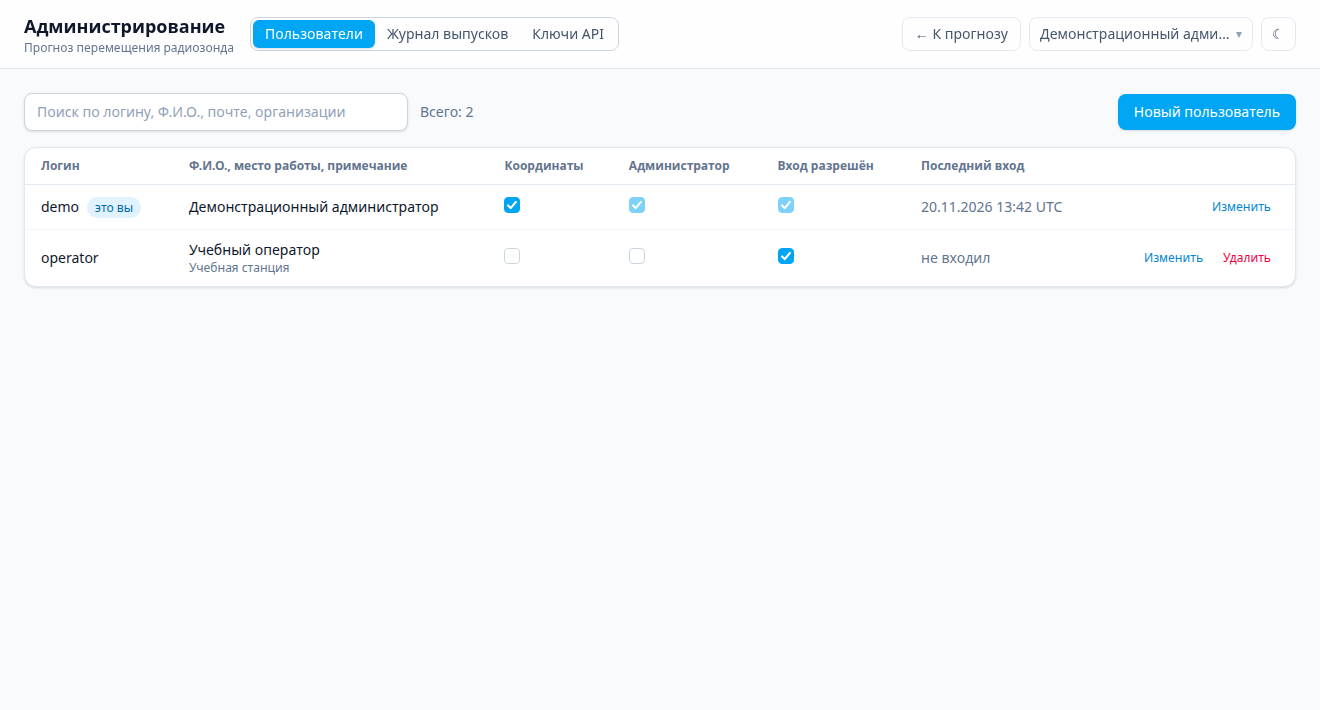 Администрирование
Прогноз перемещения радиозонда
Пользователи Журнал выпусков Ключи API
← К прогнозу Демонстрационный адми... ▾ ☾
Поиск по логину, Ф.И.О., почте, организации Всего: 2 Новый пользователь
Логин Ф.И.О., место работы, примечание Координаты Администратор Вход разрешён Последний вход
demo это вы Демонстрационный администратор 20.11.2026 13:42 UTC Изменить
operator Учебный оператор не входил Изменить Удалить
Учебная станция